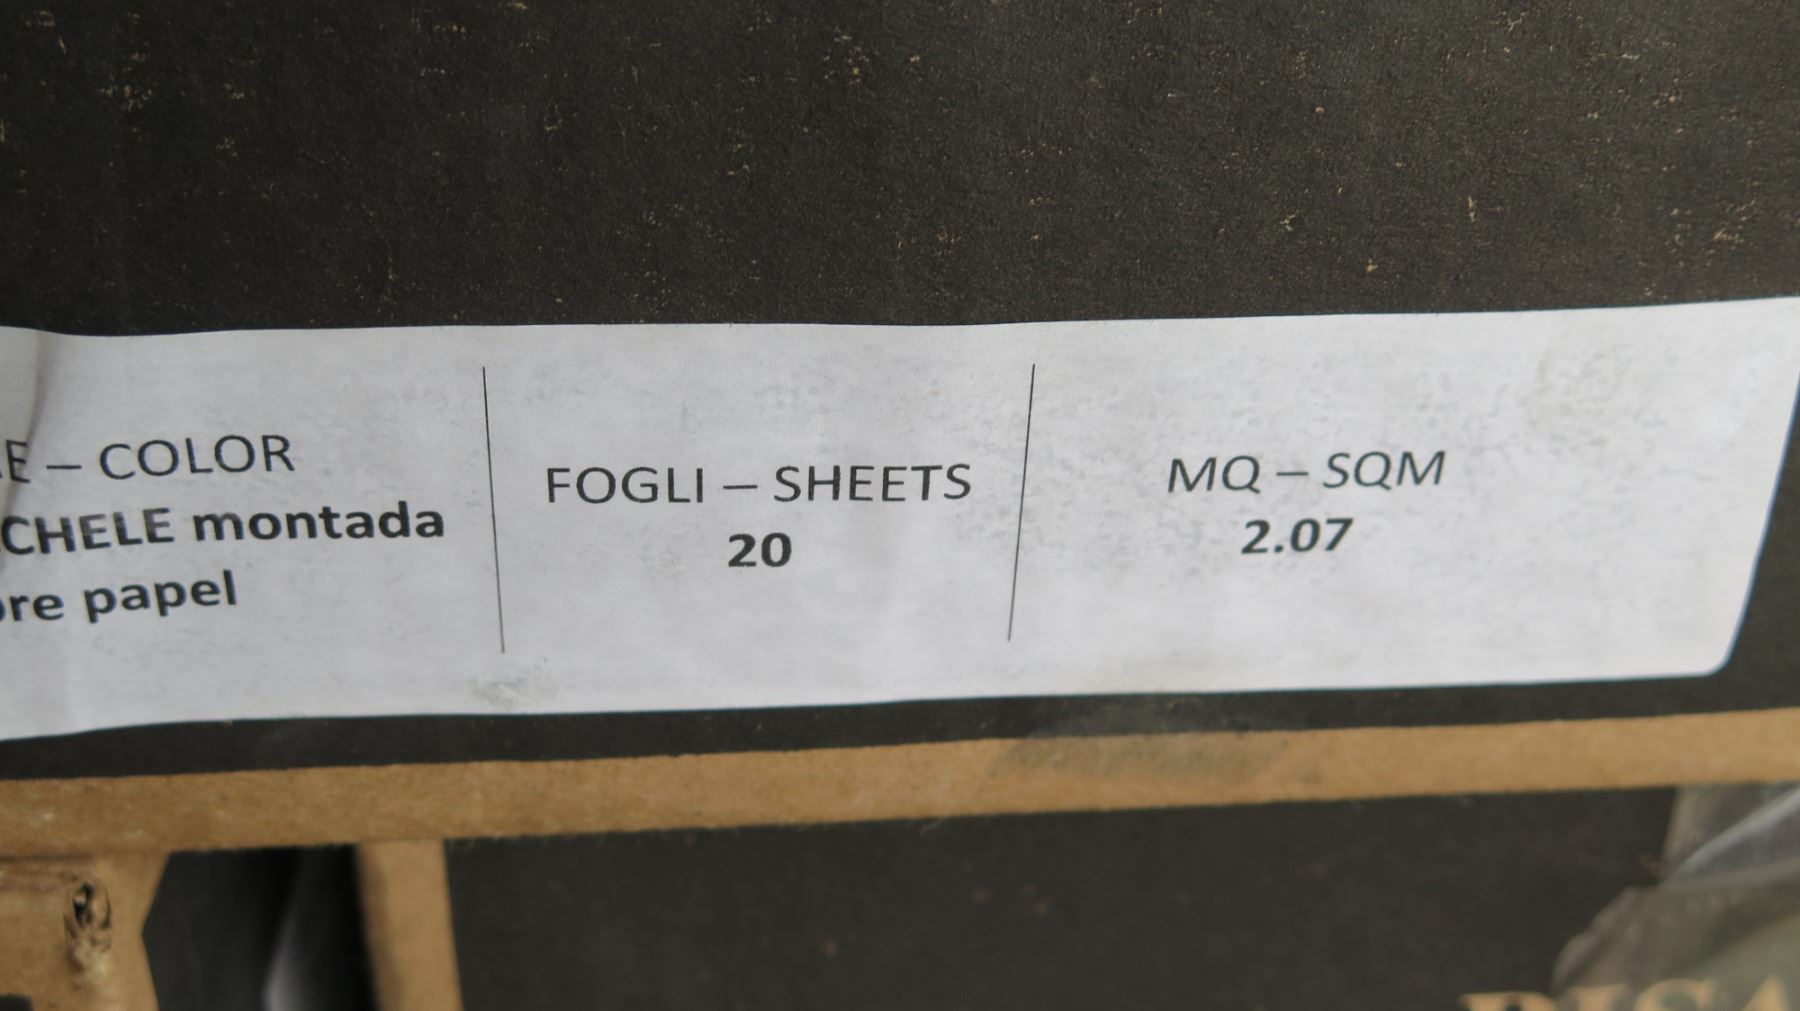 E – COLOR
CHELE montada
re papel
FOGLI – SHEETS
20
MQ – SQM
2.07